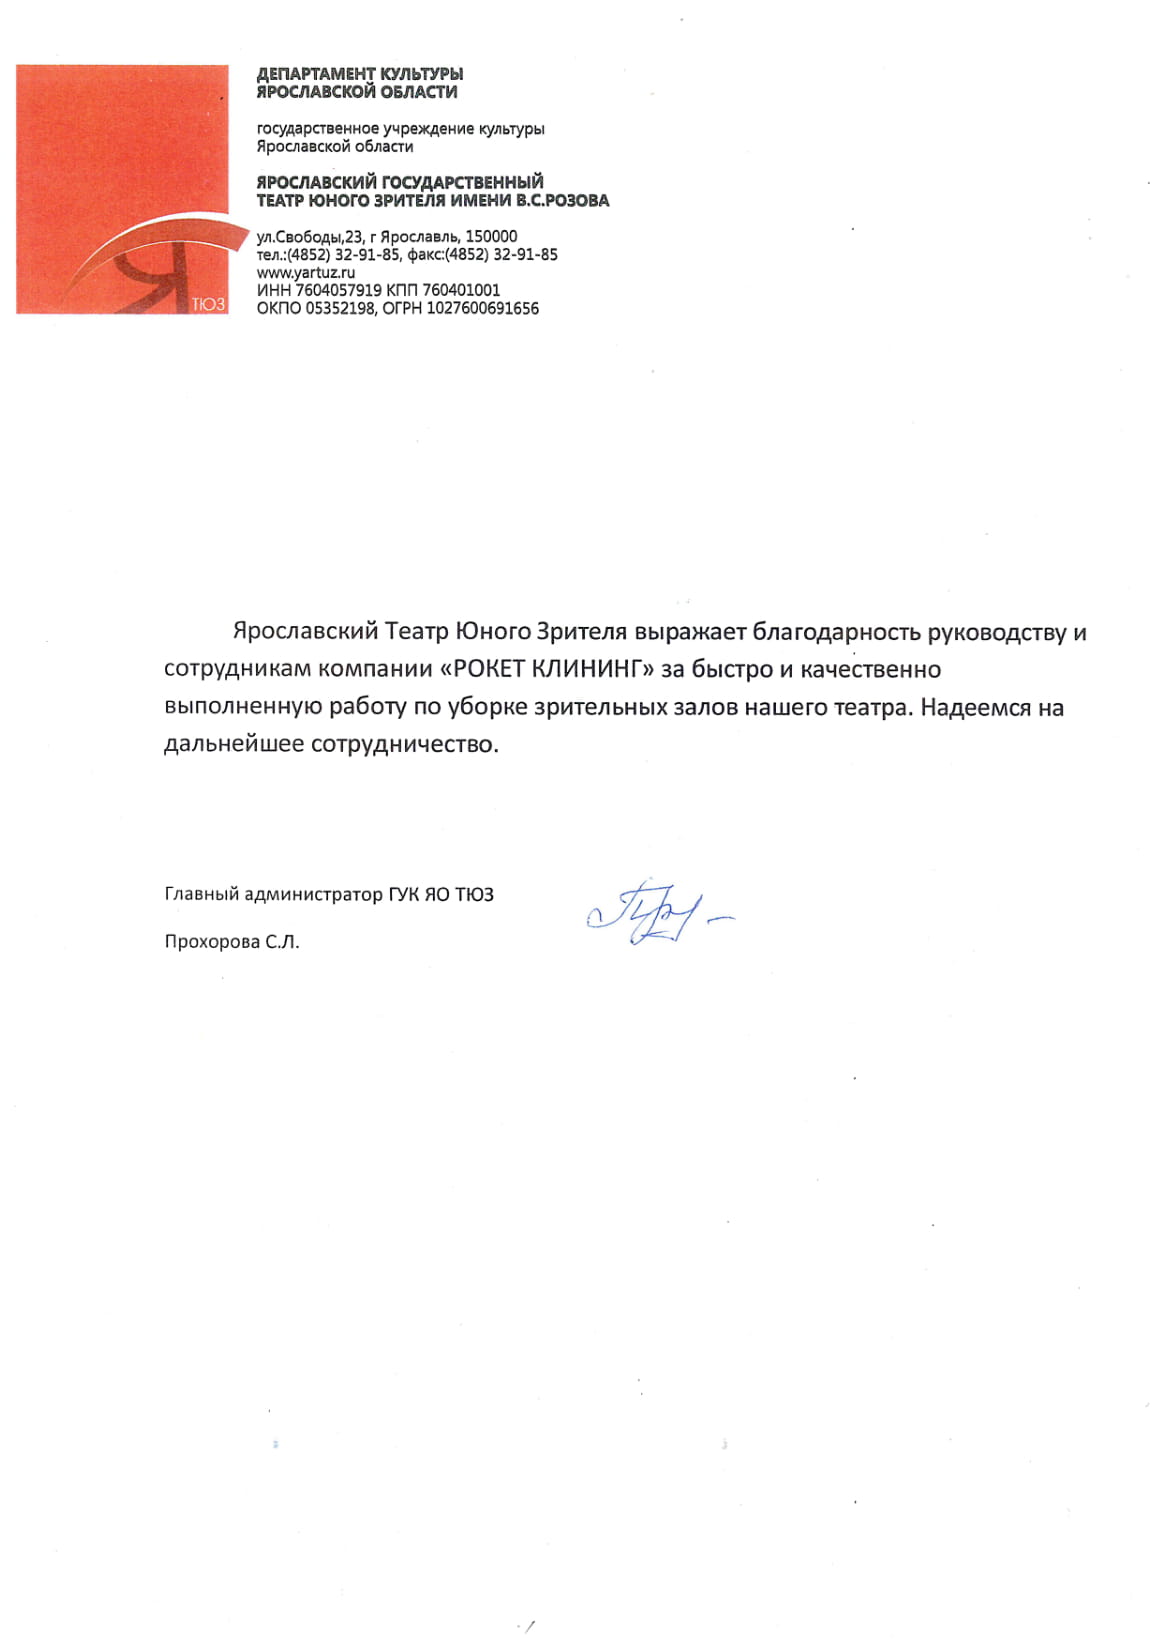 ДЕПАРТАМЕНТ КУЛЬТУРЫ
ЯРОСЛАВСКОЙ ОБЛАСТИ
государственное учреждение культуры
Ярославской области
ЯРОСЛАВСКИЙ ГОСУДАРСТВЕННЫЙ
ТЕАТР ЮНОГО ЗРИТЕЛЯ ИМЕНИ В.С.РОЗОВА
ул.Свободы,23, г Ярославль, 150000
тел.:(4852) 32-91-85, факс:(4852) 32-91-85
www.yartuz.ru
ИНН 7604057919 КПП 760401001
ОКПО 05352198, ОГРН 1027600691656
Я
ТЮЗ
Ярославский Театр Юного Зрителя выражает благодарность руководству и
сотрудникам компании «РОКЕТ КЛИНИНГ» за быстро и качественно
выполненную работу по уборке зрительных залов нашего театра. Надеемся на
дальнейшее сотрудничество.
Главный администратор ГУК ЯО ТЮЗ
Прохорова С.Л.